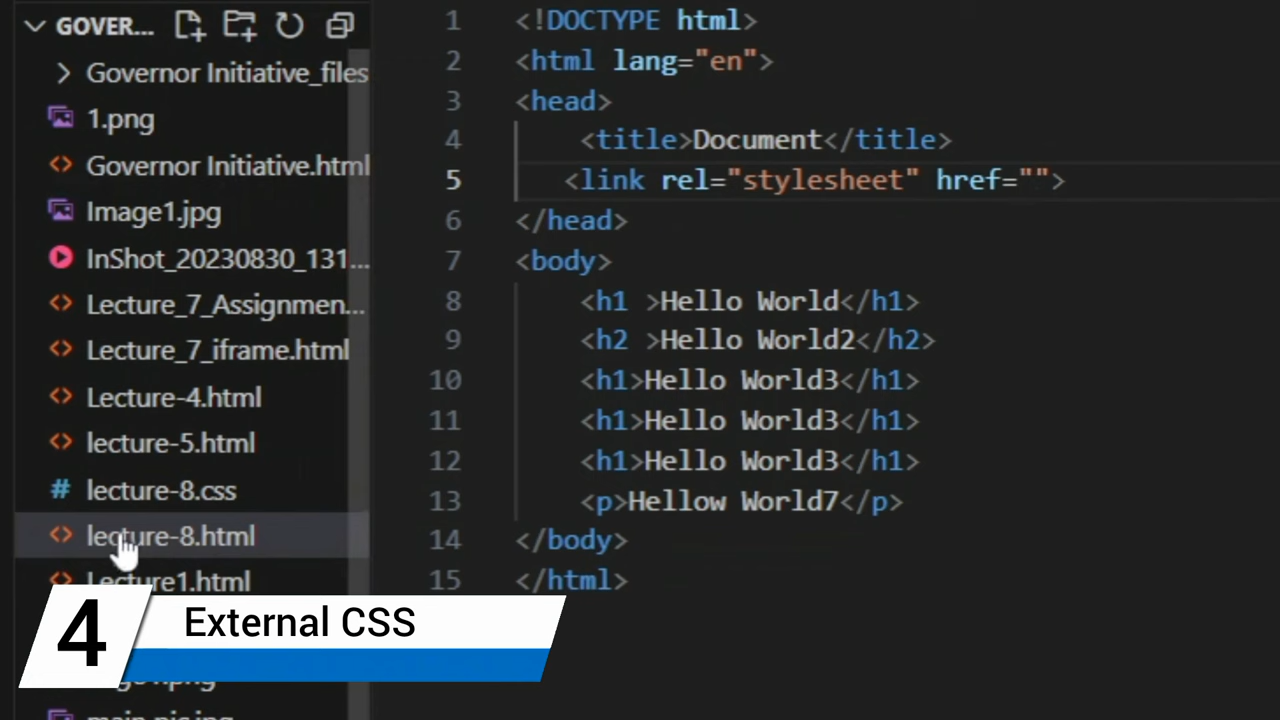 GOVER...
Governor Initiative_files
1.png
Governor Initiative.html
Image1.jpg
InShot_20230830_131...
Lecture_7_Assignmen...
Lecture_7_iframe.html
Lecture-4.html
lecture-5.html
# lecture-8.css
lecture-8.html
Lecture1.html
main-pic.jpg
1 <!DOCTYPE html>
2 <html lang="en">
3 <head>
4 <title>Document</title>
5 <link rel="stylesheet" href="">
6 </head>
7 <body>
8 <h1 >Hello World</h1>
9 <h2 >Hello World2</h2>
10 <h1>Hello World3</h1>
11 <h1>Hello World3</h1>
12 <h1>Hello World3</h1>
13 <p>Hellow World7</p>
14 </body>
15 </html>
4 External CSS